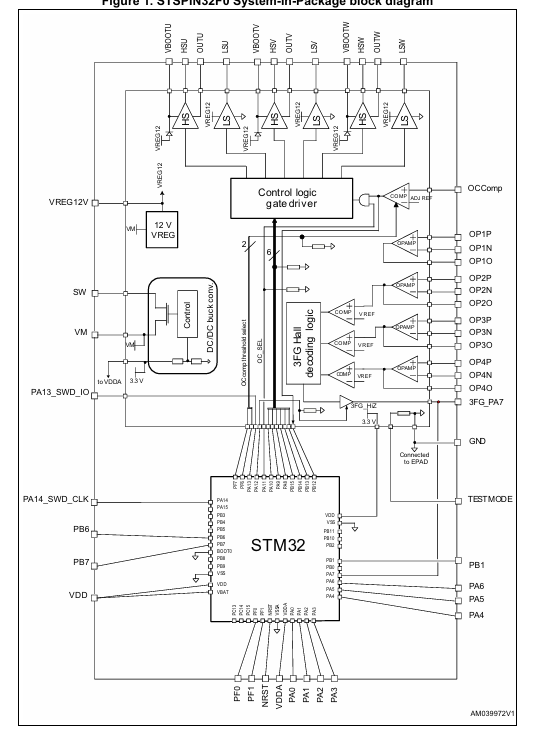 Figure 1. STSPIN32F0 System-In-Package block diagram
VBOOTU
HSU
OUTU
LSU
VBOOTV
HSV
OUTV
LSV
VBOOTW
HSW
OUTW
LSW
VREG12
HS
VREG12
LS
VREG12
HS
VREG12
LS
VREG12
HS
VREG12
LS
VREG12
VREG12V
VM
12 V
VREG
Control logic
gate driver
COMP
ADJ REF
OCComp
2
6
OPAMP
OP1P
OP1N
OP1O
SW
VM
VM
Control
DC/DC buck conv.
to VDDA
3.3 V
OC comp threshold select
OC_SEL
3FG Hall
decoding logic
COMP
VREF
OPAMP
OP2P
OP2N
OP2O
COMP
VREF
OPAMP
OP3P
OP3N
OP3O
COMP
VREF
OPAMP
OP4P
OP4N
OP4O
PA13_SWD_IO
3FG_HIZ
3.3 V
3FG_PA7
Connected
to EPAD
GND
PA14_SWD_CLK
TESTMODE
PB6
PB7
VDD
STM32
PA14
PA15
PB3
PB4
PB5
PB6
PB7
BOOT0
PB8
PB9
VSS
VDD
VBAT
VDD
VSS
PB11
PB10
PB2
PB1
PB0
PA7
PA6
PA5
PA4
PC13
PC14
PC15
PF0
PF1
NRST
VSSA
VDDA
PA0
PA1
PA2
PA3
PB1
PA6
PA5
PA4
PF0
PF1
NRST
VDDA
PA0
PA1
PA2
PA3
AM039972V1